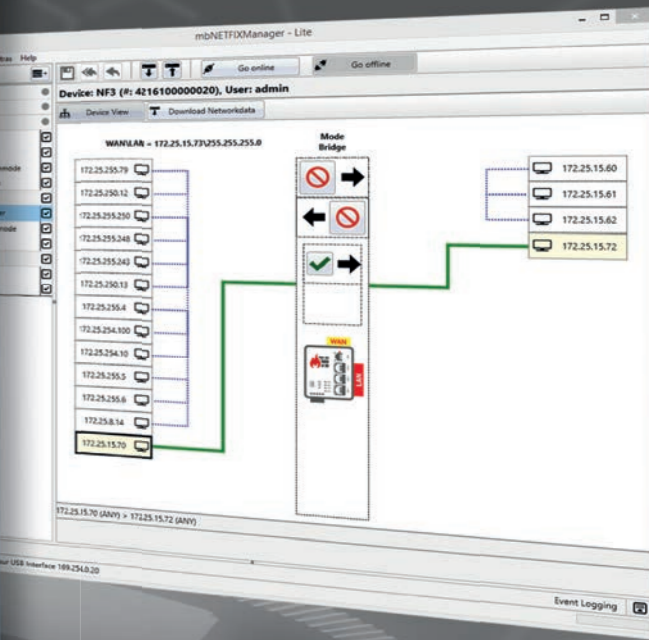 mbNETFIXManager - Lite
Help
Go online
Go offline
Device: NF3 (#: 4216100000020), User: admin
Device View
Download Networkdata
WAN\LAN = 172.25.15.73\255.255.255.0
Mode
Bridge
172.25.255.79
172.25.250.12
172.25.255.250
172.25.255.248
172.25.255.243
172.25.250.13
172.25.255.4
172.25.254.100
172.25.254.10
172.25.255.5
172.25.255.6
172.25.8.14
172.25.15.70
172.25.15.60
172.25.15.61
172.25.15.62
172.25.15.72
WAN
LAN
172.25.15.70 (ANY) > 172.25.15.72 (ANY)
USB Interface 169.254.0.20
Event Logging